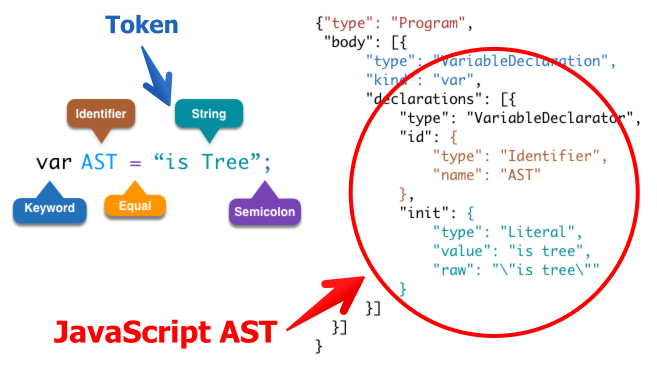 Token
Identifier
String
var AST = “is Tree”;
Keyword
Equal
Semicolon
JavaScript AST
{"type": "Program",
"body": [{
"type": "VariableDeclaration",
"kind": "var",
"declarations": [{
"type": "VariableDeclarator",
"id": {
"type": "Identifier",
"name": "AST"
},
"init": {
"type": "Literal",
"value": "is tree",
"raw": "\"is tree\""
}
}]
}]
}